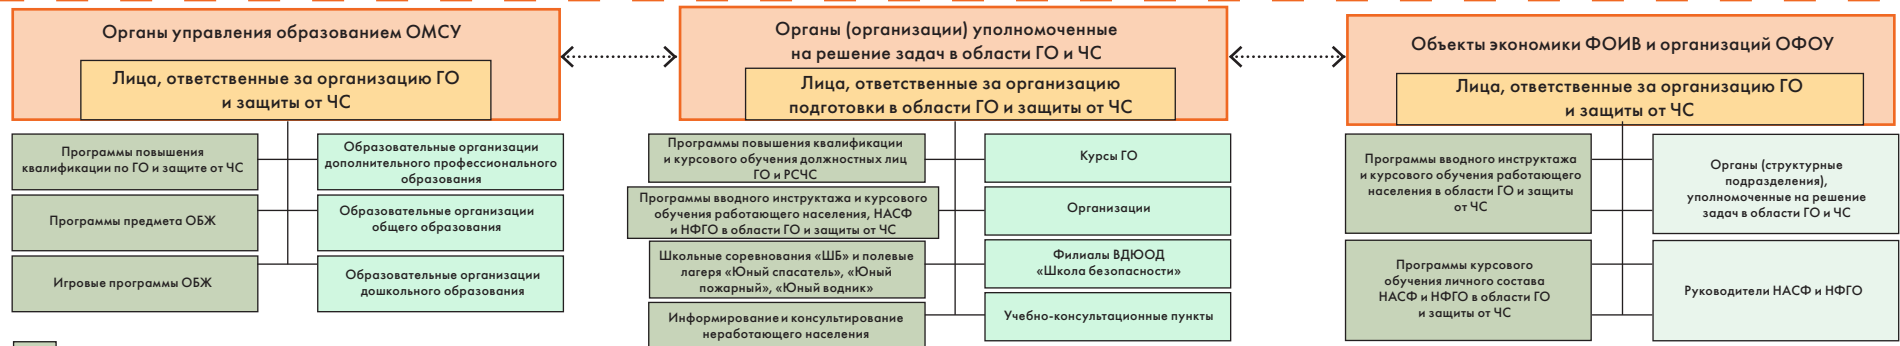 Органы управления образованием ОМСУ
Лица, ответственные за организацию ГО
и защиты от ЧС
Программы повышения
квалификации по ГО и защите от ЧС
Образовательные организации
дополнительного профессионального
образования
Программы предмета ОБЖ
Образовательные организации
общего образования
Игровые программы ОБЖ
Образовательные организации
дошкольного образования
Органы (организации) уполномоченные
на решение задач в области ГО и ЧС
Лица, ответственные за организацию
подготовки в области ГО и защиты от ЧС
Программы повышения квалификации
и курсового обучения должностных лиц
ГО и РСЧС
Курсы ГО
Программы вводного инструктажа и курсового
обучения работающего населения, НАСФ
и НФГО в области ГО и защиты от ЧС
Организации
Школьные соревнования «ШБ» и полевые
лагеря «Юный спасатель», «Юный
пожарный», «Юный водник»
Филиалы ВДЮОД
«Школа безопасности»
Информирование и консультирование
неработающего населения
Учебно-консультационные пункты
Объекты экономики ФОИВ и организаций ОФОУ
Лица, ответственные за организацию ГО
и защиты от ЧС
Программы вводного инструктажа
и курсового обучения работающего
населения в области ГО и защиты
от ЧС
Органы (структурные
подразделения),
уполномоченные на решение
задач в области ГО и ЧС
Программы курсового
обучения личного состава
НАСФ и НФГО в области ГО
и защиты от ЧС
Руководители НАСФ и НФГО